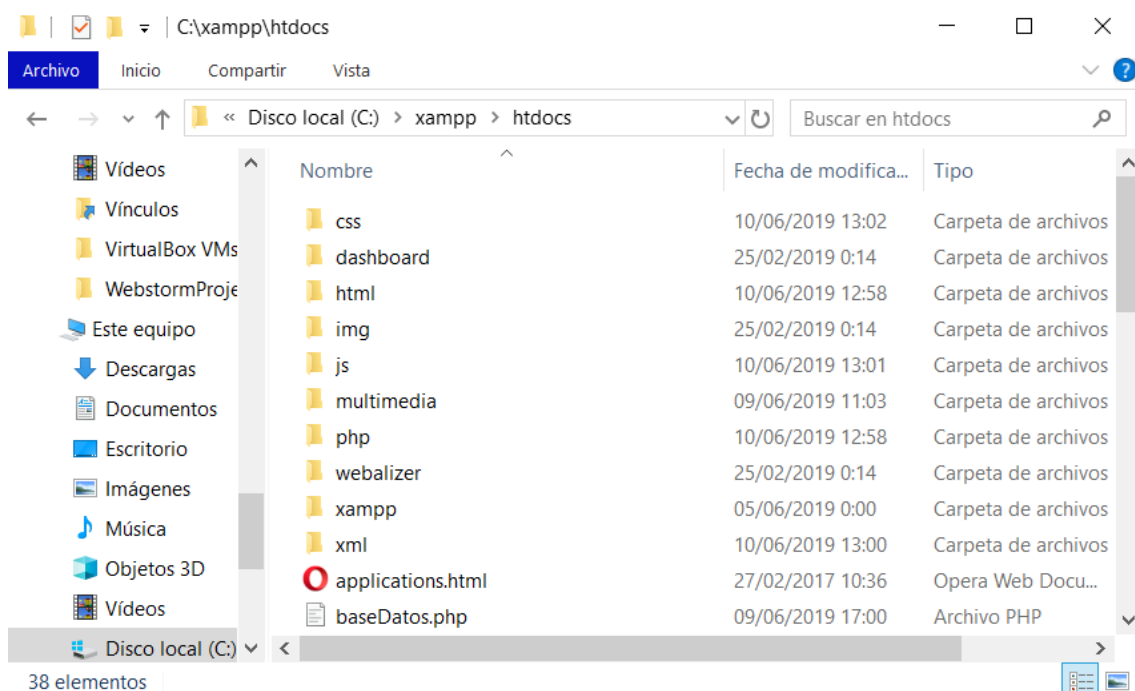 C:\xampp\htdocs
Archivo Inicio Compartir Vista ?
« Disco local (C:) > xampp > htdocs Buscar en htdocs
Vídeos
Vínculos
VirtualBox VMs
WebstormProje
Este equipo
Descargas
Documentos
Escritorio
Imágenes
Música
Objetos 3D
Vídeos
Disco local (C:)
Nombre Fecha de modifica... Tipo
css 10/06/2019 13:02 Carpeta de archivos
dashboard 25/02/2019 0:14 Carpeta de archivos
html 10/06/2019 12:58 Carpeta de archivos
img 25/02/2019 0:14 Carpeta de archivos
js 10/06/2019 13:01 Carpeta de archivos
multimedia 09/06/2019 11:03 Carpeta de archivos
php 10/06/2019 12:58 Carpeta de archivos
webalizer 25/02/2019 0:14 Carpeta de archivos
xampp 05/06/2019 0:00 Carpeta de archivos
xml 10/06/2019 13:00 Carpeta de archivos
applications.html 27/02/2017 10:36 Opera Web Docu...
baseDatos.php 09/06/2019 17:00 Archivo PHP
38 elementos